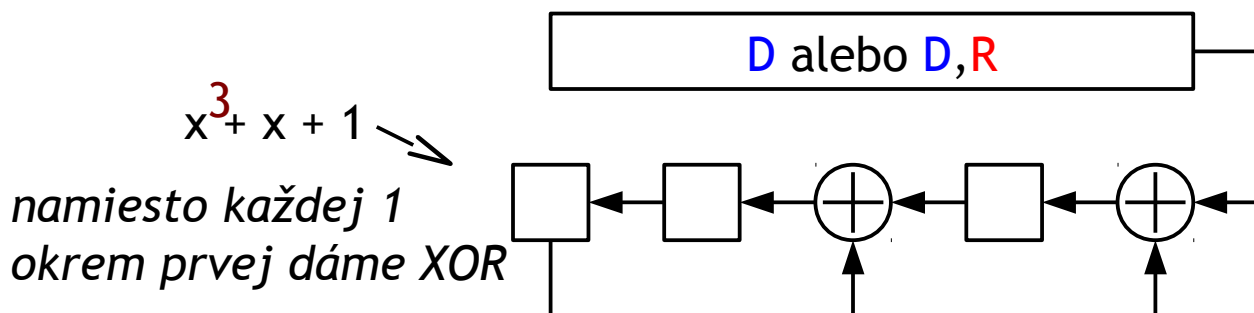 D alebo D,R
x³+ x + 1
namiesto každej 1
okrem prvej dáme XOR